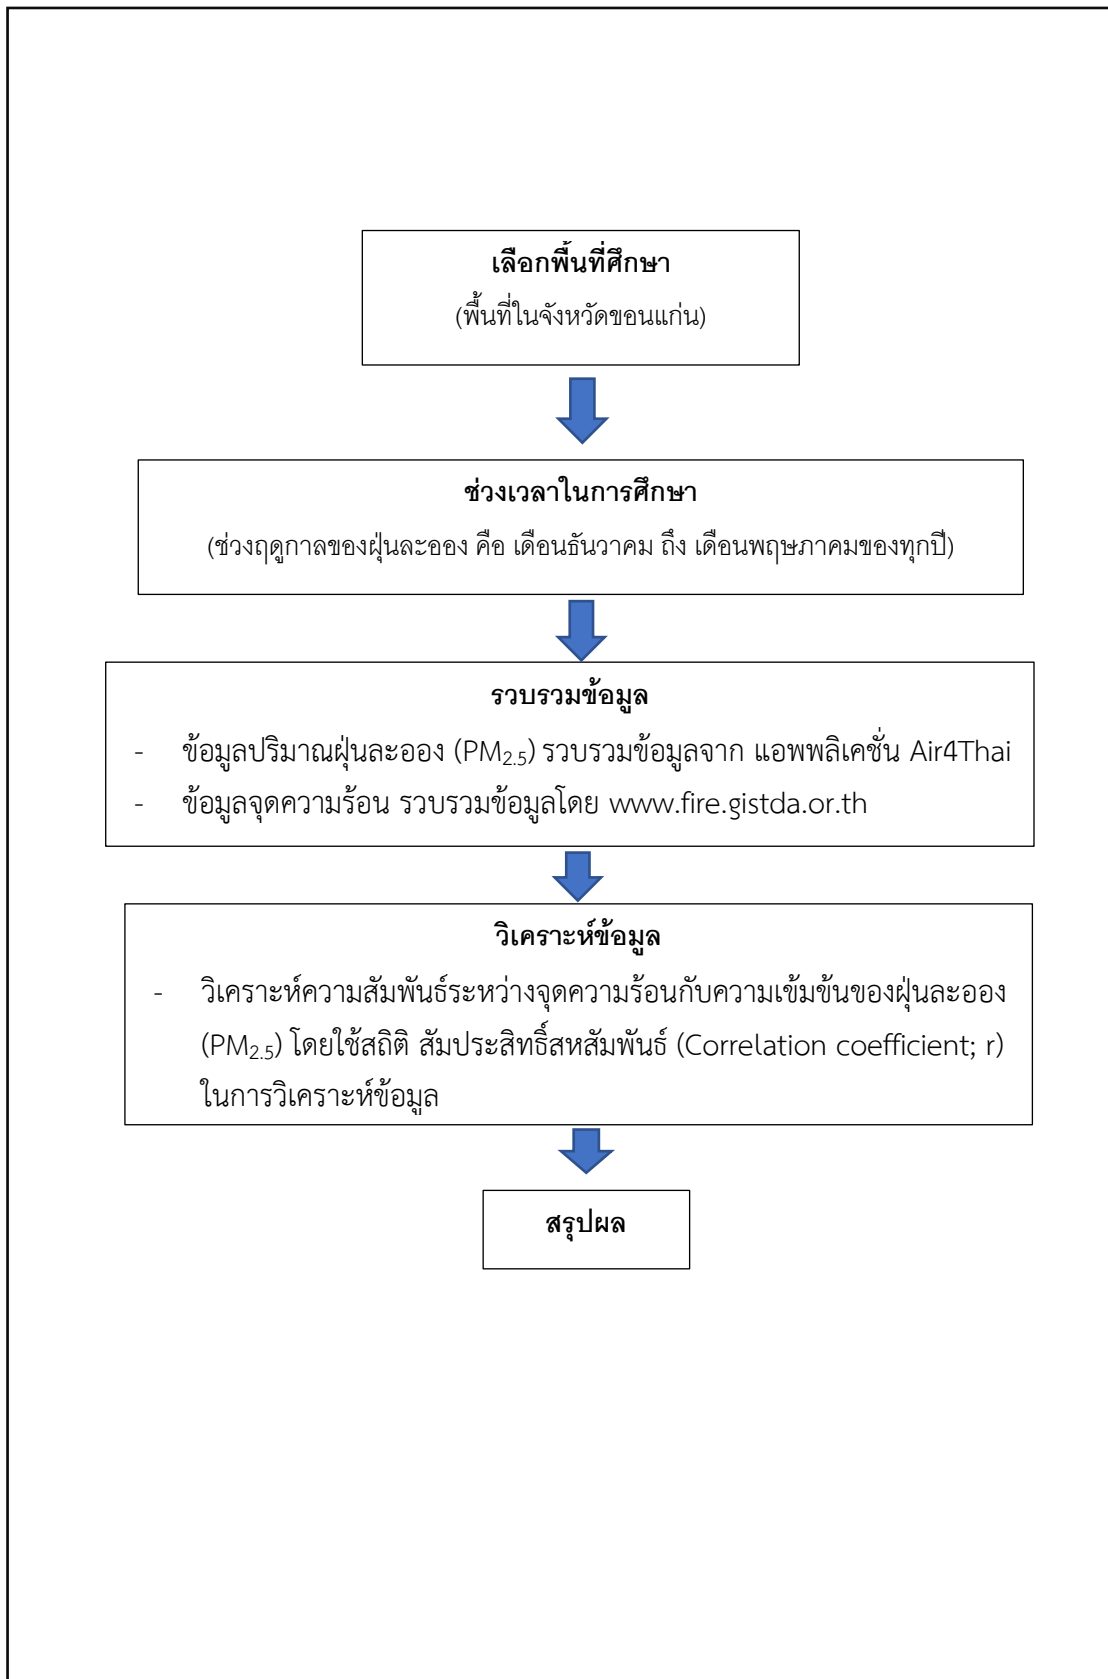 เลือกพื้นที่ศึกษา
(พื้นที่ในจังหวัดขอนแก่น)
ช่วงเวลาในการศึกษา
(ช่วงฤดูกาลของฝุ่นละออง คือ เดือนธันวาคม ถึง เดือนพฤษภาคมของทุกปี)
รวบรวมข้อมูล
- ข้อมูลปริมาณฝุ่นละออง (PM2.5) รวบรวมข้อมูลจาก แอพพลิเคชั่น Air4Thai
- ข้อมูลจุดความร้อน รวบรวมข้อมูลโดย www.fire.gistda.or.th
วิเคราะห์ข้อมูล
- วิเคราะห์ความสัมพันธ์ระหว่างจุดความร้อนกับความเข้มข้นของฝุ่นละออง
(PM2.5) โดยใช้สถิติ สัมประสิทธิ์สหสัมพันธ์ (Correlation coefficient; r)
ในการวิเคราะห์ข้อมูล
สรุปผล